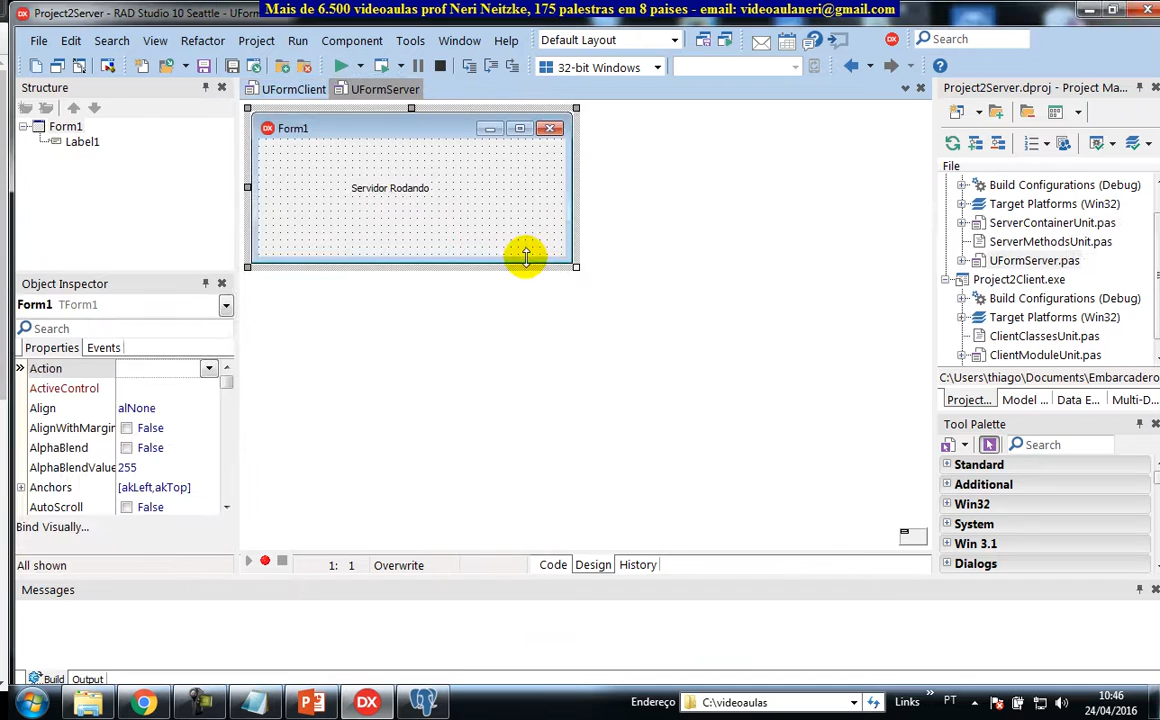 Project2Server - RAD Studio 10 Seattle - UFor
Mais de 6.500 videoaulas prof Neri Neitzke, 175 palestras em 8 paises - email: videoaulaneri@gmail.com
File Edit Search View Refactor Project Run Component Tools Window Help Default Layout Search
32-bit Windows
Structure
UFormClient UFormServer
Project2Server.dproj - Project Ma...
Form1
Label1
Form1
Servidor Rodando
File
Build Configurations (Debug)
Target Platforms (Win32)
ServerContainerUnit.pas
ServerMethodsUnit.pas
UFormServer.pas
Project2Client.exe
Build Configurations (Debug)
Target Platforms (Win32)
ClientClassesUnit.pas
ClientModuleUnit.pas
C:\Users\thiago\Documents\Embarcadero
Project... Model ... Data E... Multi-D...
Object Inspector
Form1 TForm1
Search
Properties Events
Action
ActiveControl
Align alNone
AlignWithMargin False
AlphaBlend False
AlphaBlendValue 255
Anchors [akLeft,akTop]
AutoScroll False
Bind Visually...
All shown
Tool Palette
Search
Standard
Additional
Win32
System
Win 3.1
Dialogs
1: 1 Overwrite Code Design History
Messages
Build Output
Endereço C:\videoaulas Links PT
10:46
24/04/2016